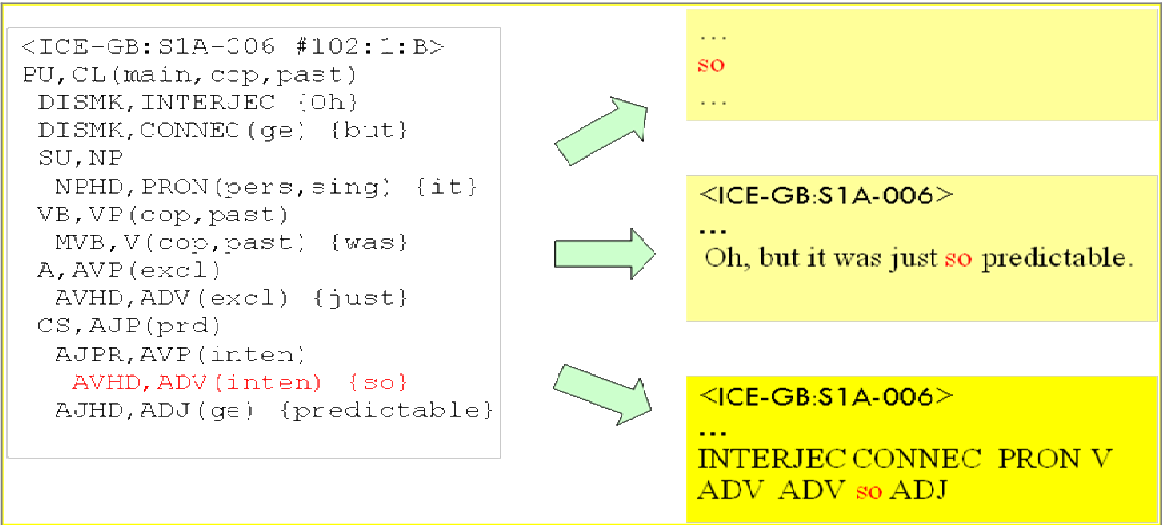 <ICE-GB:S1A-006 #102:1:B>
PU,CL(main,cop,past)
DISMK,INTERJEC {Oh}
DISMK,CONNEC(ge) {but}
SU,NP
NPHD,PRON(pers,sing) {it}
VB,VP(cop,past)
MVB,V(cop,past) {was}
A,AVP(excl)
AVHD,ADV(excl) {just}
CS,AJP(prd)
AJPR,AVP(inten)
AVHD,ADV(inten) {so}
AJHD,ADJ(ge) {predictable}
...
so
...
<ICE-GB:S1A-006>
...
Oh, but it was just so predictable.
<ICE-GB:S1A-006>
...
INTERJEC CONNEC PRON V
ADV ADV so ADJ